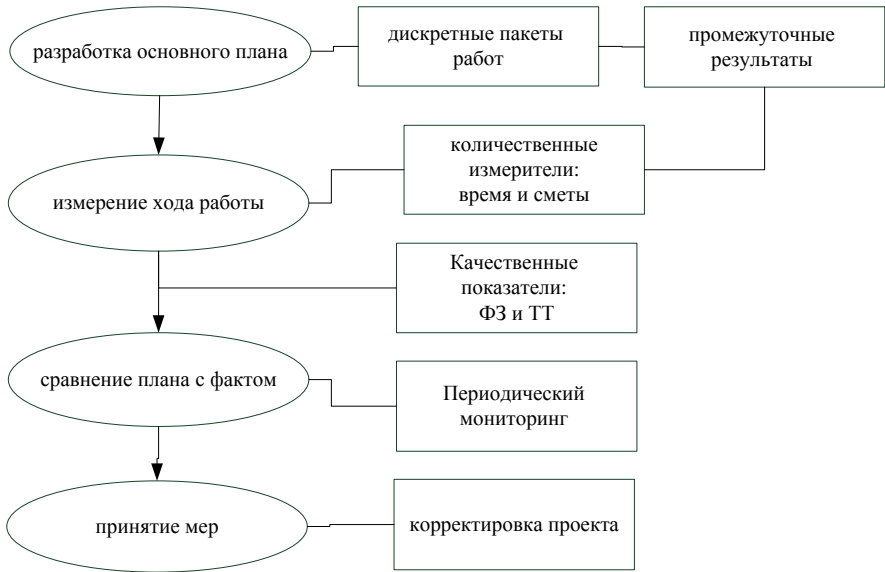 разработка основного плана
дискретные пакеты
работ
промежуточные
результаты
количественные
измерители:
время и сметы
измерение хода работы
Качественные
показатели:
ФЗ и ТТ
сравнение плана с фактом
Периодический
мониторинг
принятие мер
корректировка проекта